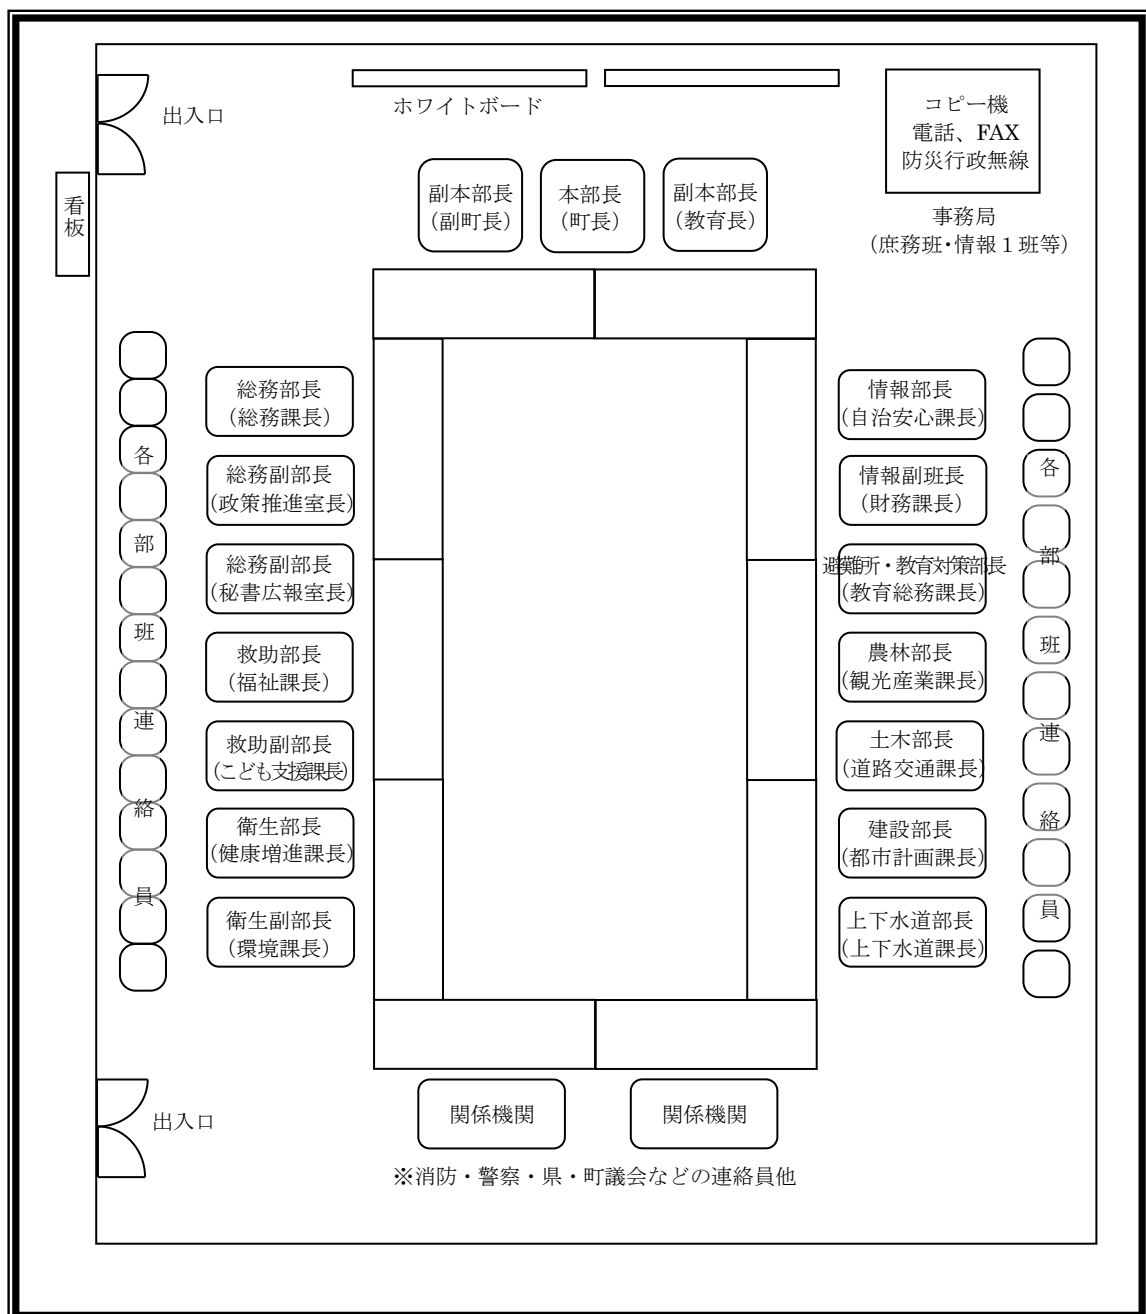 出入口
ホワイトボード
コピー機
電話、FAX
防災行政無線
事務局
(庶務班・情報１班等)
看板
副本部長
(副町長)
本部長
(町長)
副本部長
(教育長)
各部班連絡員
総務部長
(総務課長)
総務副部長
(政策推進室長)
総務副部長
(秘書広報室長)
救助部長
(福祉課長)
救助副部長
(こども支援課長)
衛生部長
(健康増進課長)
衛生副部長
(環境課長)
情報部長
(自治安心課長)
情報副班長
(財務課長)
避難所・教育対策部長
(教育総務課長)
農林部長
(観光産業課長)
土木部長
(道路交通課長)
建設部長
(都市計画課長)
上下水道部長
(上下水道課長)
各部班連絡員
出入口
関係機関
関係機関
※消防・警察・県・町議会などの連絡員他